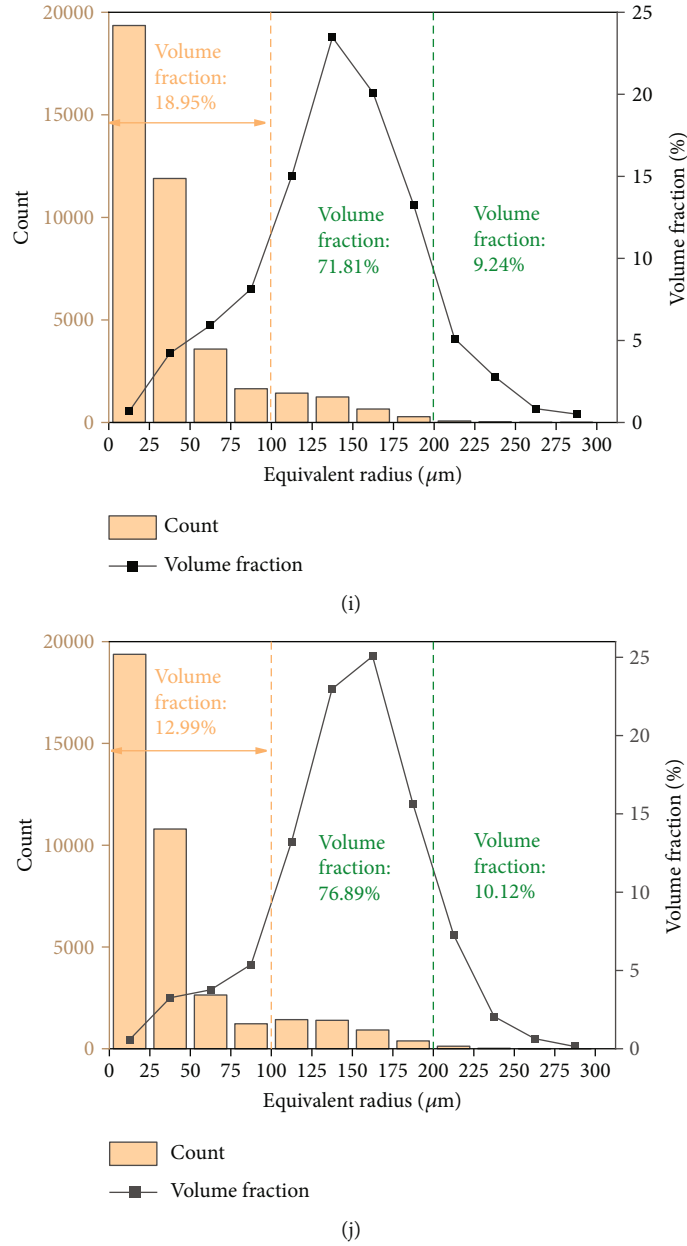 20000
15000
10000
5000
0
Count
Volume
fraction:
18.95%
Volume
fraction:
71.81%
Volume
fraction:
9.24%
25
20
15
10
5
0
Volume fraction (%)
0 25 50 75 100 125 150 175 200 225 250 275 300
Equivalent radius (μm)
Count
Volume fraction
(i)
20000
15000
10000
5000
0
Count
Volume
fraction:
12.99%
Volume
fraction:
76.89%
Volume
fraction:
10.12%
25
20
15
10
5
0
Volume fraction (%)
0 25 50 75 100 125 150 175 200 225 250 275 300
Equivalent radius (μm)
Count
Volume fraction
(j)